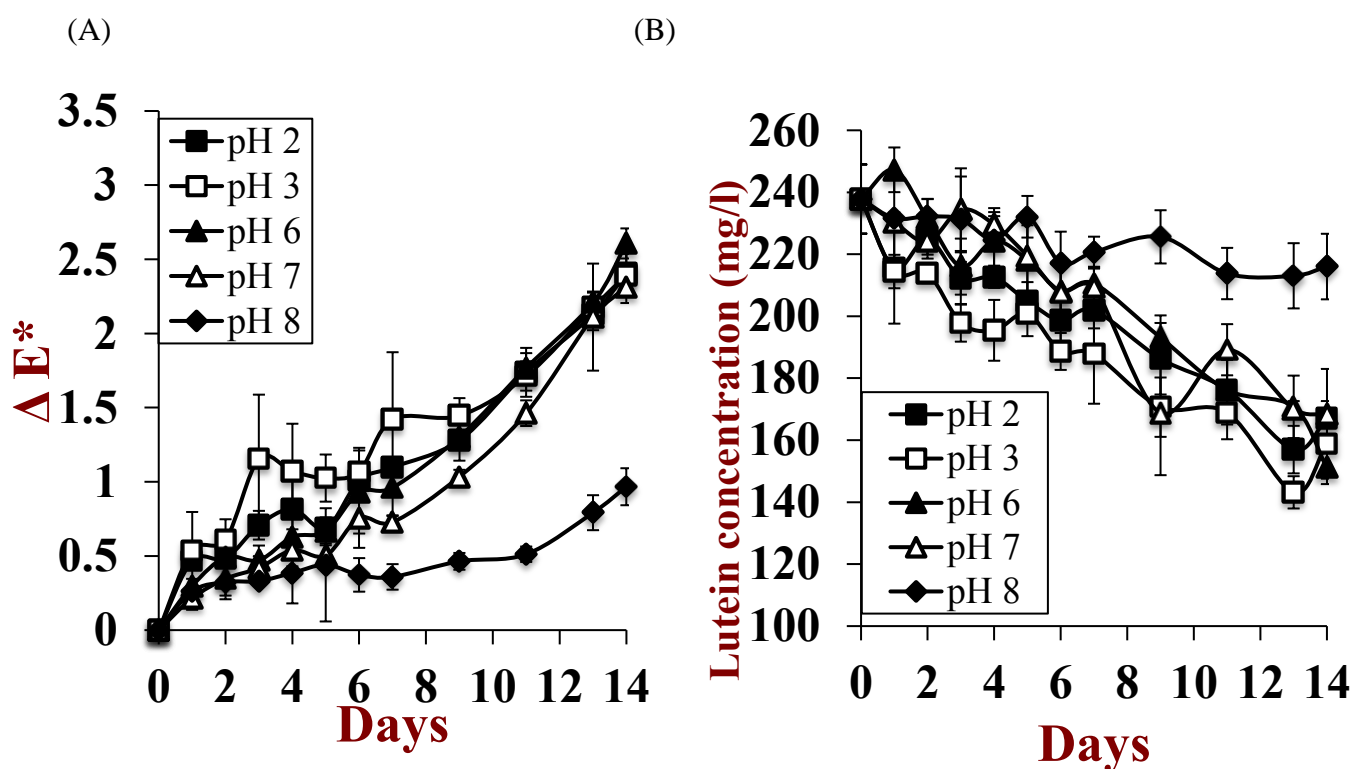 (A)
(B)
3.5
3
2.5
2
1.5
1
0.5
0
Δ E*
pH 2
pH 3
pH 6
pH 7
pH 8
0 2 4 6 8 10 12 14
Days
260
240
220
200
180
160
140
120
100
Lutein concentration (mg/l)
pH 2
pH 3
pH 6
pH 7
pH 8
0 2 4 6 8 10 12 14
Days